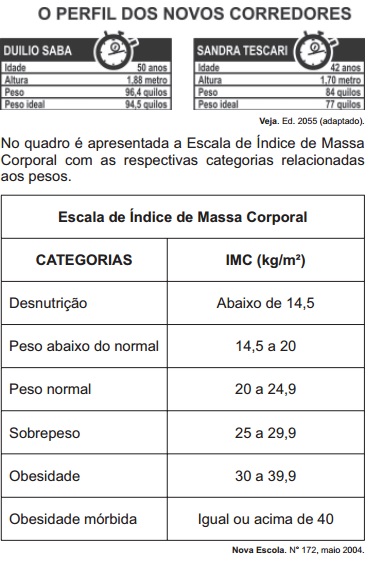 O PERFIL DOS NOVOS CORREDORES
DUILIO SABA
Idade 50 anos
Altura 1,88 metro
Peso 96,4 quilos
Peso ideal 94,5 quilos
SANDRA TESCARI
Idade 42 anos
Altura 1,70 metro
Peso 84 quilos
Peso ideal 77 quilos
Veja. Ed. 2055 (adaptado).
No quadro é apresentada a Escala de Índice de Massa
Corporal com as respectivas categorias relacionadas
aos pesos.
Escala de Índice de Massa Corporal
CATEGORIAS IMC (kg/m²)
Desnutrição Abaixo de 14,5
Peso abaixo do normal 14,5 a 20
Peso normal 20 a 24,9
Sobrepeso 25 a 29,9
Obesidade 30 a 39,9
Obesidade mórbida Igual ou acima de 40
Nova Escola. N° 172, maio 2004.